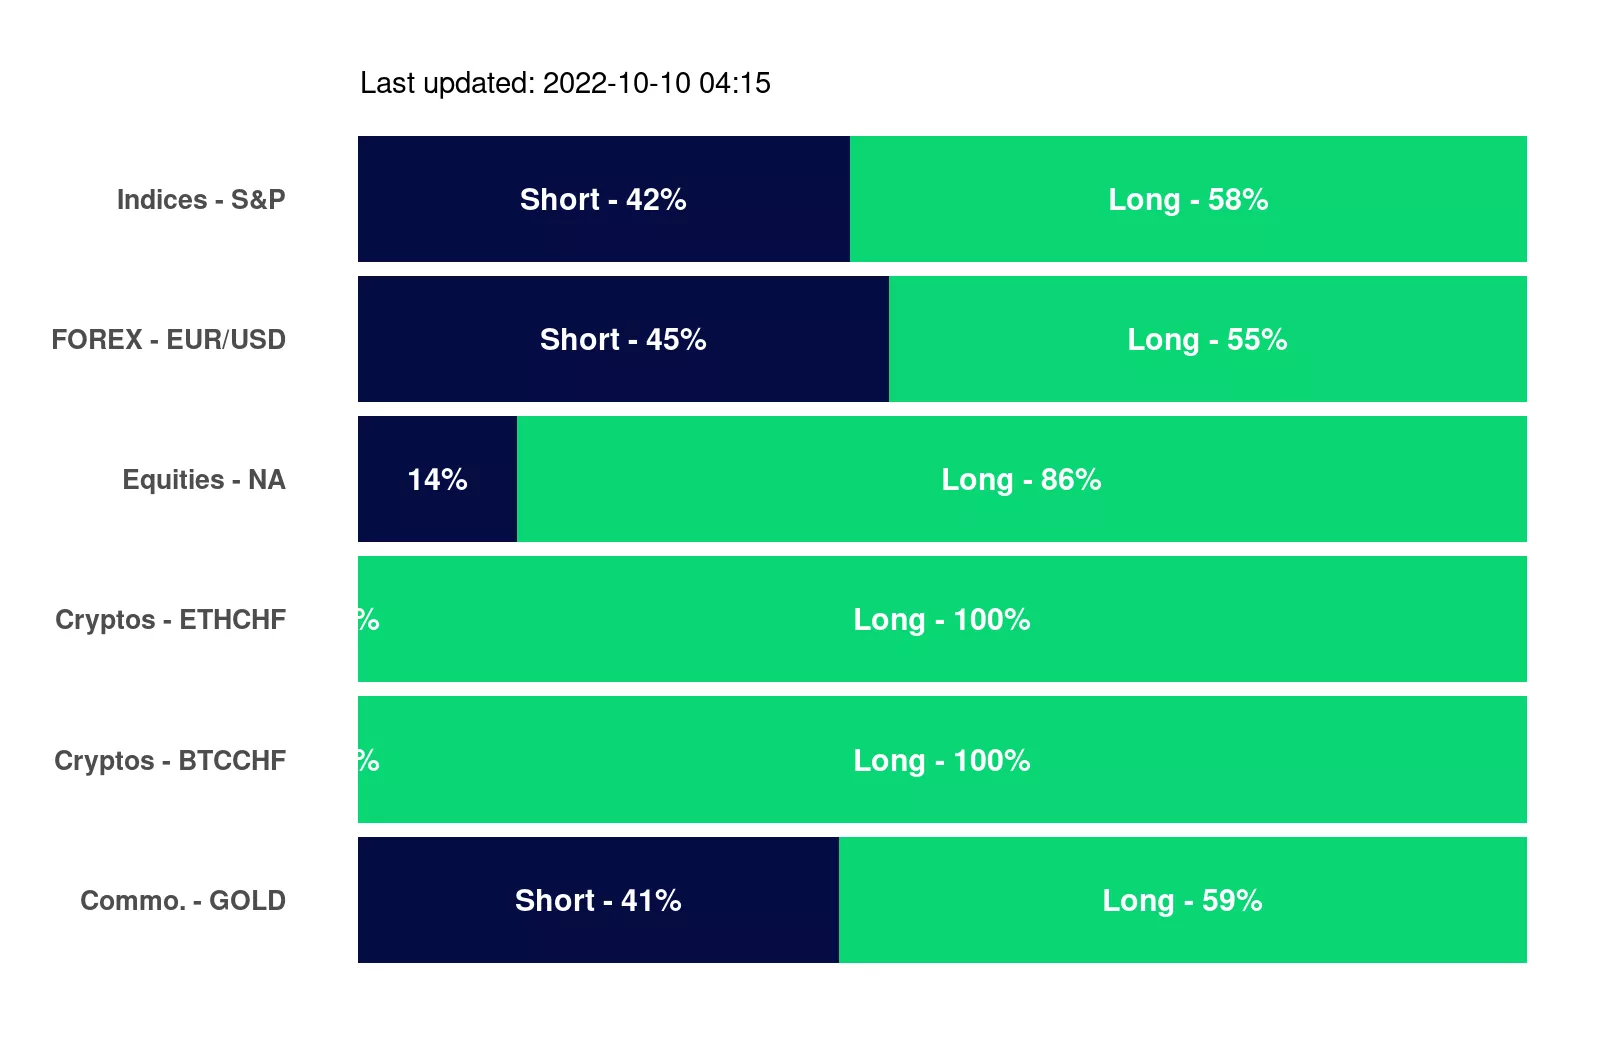 Last updated: 2022-10-10 04:15
Indices - S&P Short - 42% Long - 58%
FOREX - EUR/USD Short - 45% Long - 55%
Equities - NA 14% Long - 86%
Cryptos - ETHCHF % Long - 100%
Cryptos - BTCCHF % Long - 100%
Commo. - GOLD Short - 41% Long - 59%